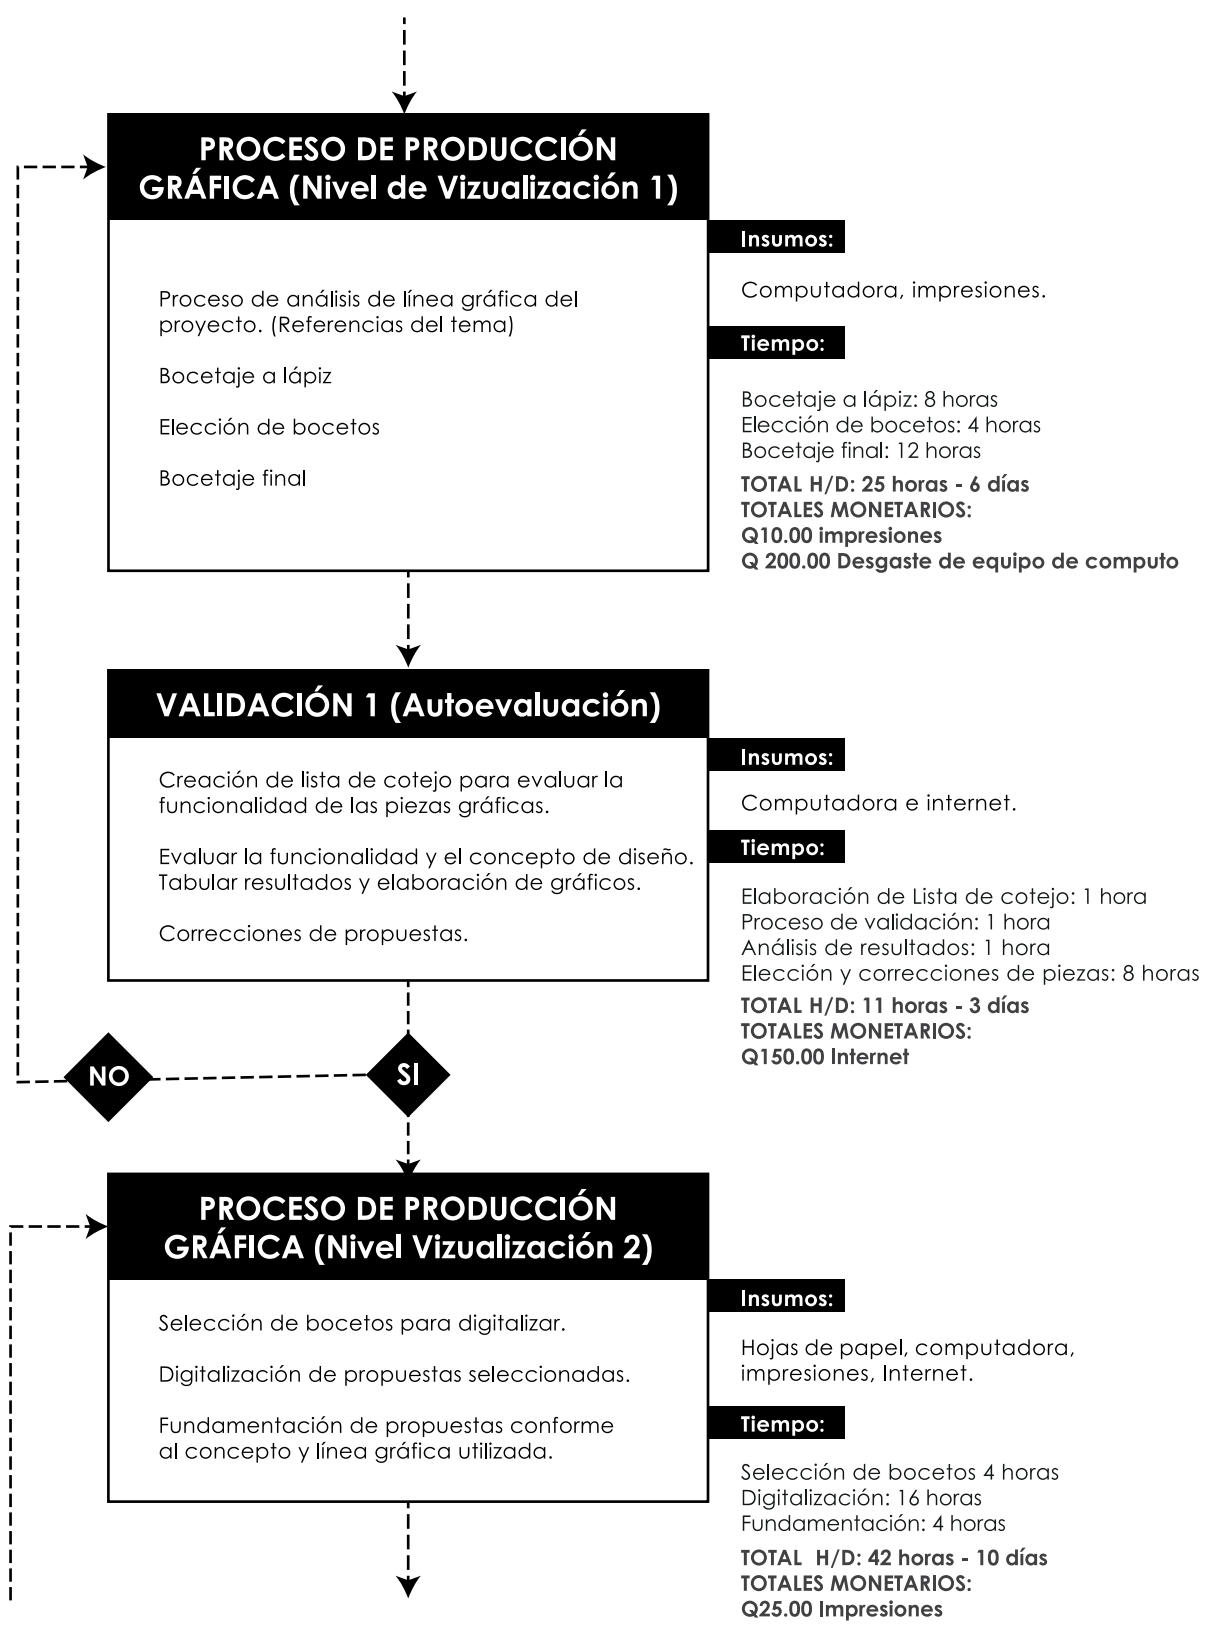 PROCESO DE PRODUCCIÓN
GRÁFICA (Nivel de Vizualización 1)
Proceso de análisis de línea gráfica del
proyecto. (Referencias del tema)
Bocetaje a lápiz
Elección de bocetos
Bocetaje final
Insumos:
Computadora, impresiones.
Tiempo:
Bocetaje a lápiz: 8 horas
Elección de bocetos: 4 horas
Bocetaje final: 12 horas
TOTAL H/D: 25 horas - 6 días
TOTALES MONETARIOS:
Q10.00 impresiones
Q 200.00 Desgaste de equipo de computo
VALIDACIÓN 1 (Autoevaluación)
Creación de lista de cotejo para evaluar la
funcionalidad de las piezas gráficas.
Evaluar la funcionalidad y el concepto de diseño.
Tabular resultados y elaboración de gráficos.
Correcciones de propuestas.
Insumos:
Computadora e internet.
Tiempo:
Elaboración de Lista de cotejo: 1 hora
Proceso de validación: 1 hora
Análisis de resultados: 1 hora
Elección y correcciones de piezas: 8 horas
TOTAL H/D: 11 horas - 3 días
TOTALES MONETARIOS:
Q150.00 Internet
NO
SI
PROCESO DE PRODUCCIÓN
GRÁFICA (Nivel Vizualización 2)
Selección de bocetos para digitalizar.
Digitalización de propuestas seleccionadas.
Fundamentación de propuestas conforme
al concepto y línea gráfica utilizada.
Insumos:
Hojas de papel, computadora,
impresiones, Internet.
Tiempo:
Selección de bocetos 4 horas
Digitalización: 16 horas
Fundamentación: 4 horas
TOTAL  H/D: 42 horas - 10 días
TOTALES MONETARIOS:
Q25.00 Impresiones